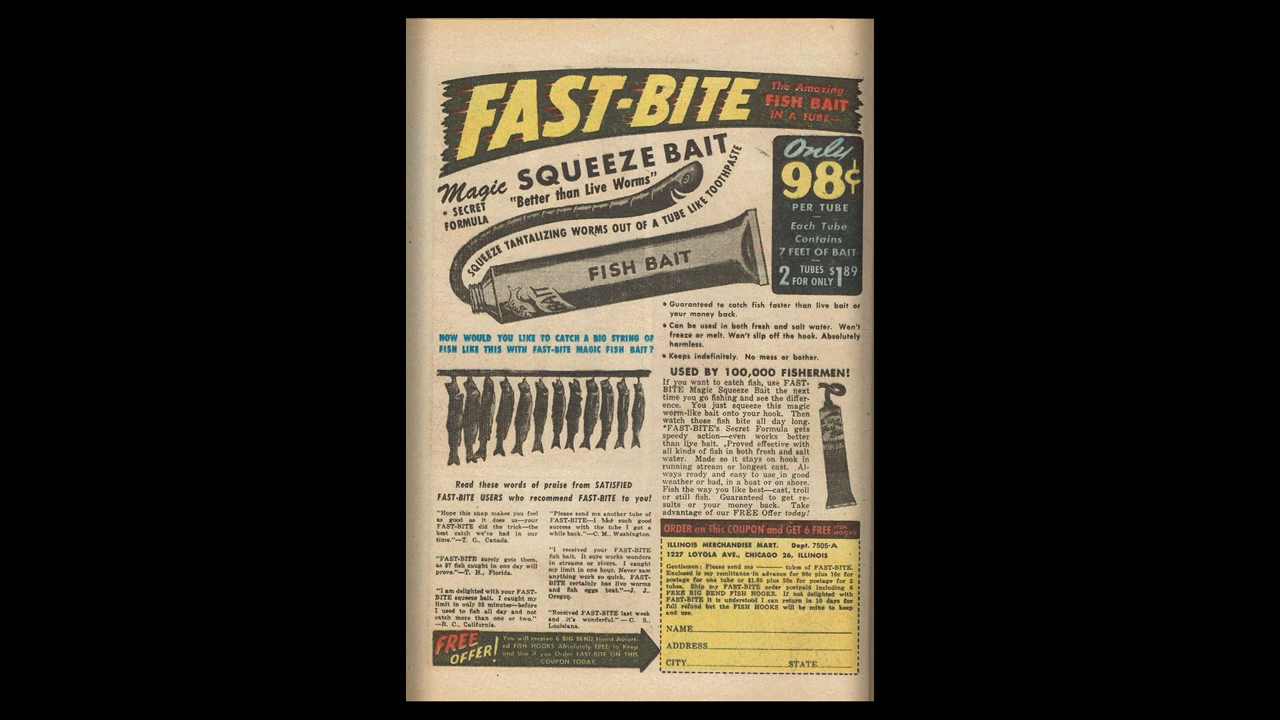 FAST-BITE
The Amazing
FISH BAIT
IN A TUBE—
Magic SQUEEZE BAIT
"Better than Live Worms"
* SECRET
FORMULA
SQUEEZE TANTALIZING WORMS OUT OF A TUBE LIKE TOOTHPASTE
FISH BAIT
BAIT
Only
98¢
PER TUBE
Each Tube
Contains
7 FEET OF BAIT
2 TUBES FOR ONLY $1.89
• Guaranteed to catch fish faster than live bait or
your money back.
• Can be used in both fresh and salt water. Won't
freeze or melt. Won't slip off the hook. Absolutely
harmless.
• Keeps indefinitely. No mess or bother.
HOW WOULD YOU LIKE TO CATCH A BIG STRING OF
FISH LIKE THIS WITH FAST-BITE MAGIC FISH BAIT?
USED BY 100,000 FISHERMEN!
If you want to catch fish, use FAST-
BITE Magic Squeeze Bait the next
time you go fishing and see the differ-
ence. You just squeeze this magic
worm-like bait onto your hook. Then
watch those fish bite all day long.
*FAST-BITE's Secret Formula gets
speedy action—even works better
than live bait. Proved effective with
all kinds of fish in both fresh and salt
water. Made so it stays on hook in
running stream or longest cast. Al-
ways ready and easy to use in good
weather or bad, in a boat or on shore.
Fish the way you like best—cast, troll
or still fish. Guaranteed to get re-
sults or your money back. Take
advantage of our FREE Offer today!
Read these words of praise from SATISFIED
FAST-BITE USERS who recommend FAST-BITE to you!
"Hope this snap makes you feel
as good as it does us—your
FAST-BITE did the trick—the
best catch we've had in our
time."—T. C., Canada.
"FAST-BITE surely gets them,
as 87 fish caught in one day will
prove."—T. H., Florida.
"I am delighted with your FAST-
BITE squeeze bait. I caught my
limit in only 38 minutes—before
I used to fish all day and not
catch more than one or two."
—R. C., California.
"Please send me another tube of
FAST-BITE—I had such good
success with the tube I got a
while back."—C. M., Washington.
"I received your FAST-BITE
fish bait. It sure works wonders
in streams or rivers. I caught
my limit in one hour. Never saw
anything work so quick. FAST-
BITE certainly has live worms
and fish eggs beat."—J. J.,
Oregon.
"Received FAST-BITE last week
and it's wonderful." — C. S.,
Louisiana.
FREE
OFFER!
You will receive 6 BIG BEND Finest Assort-
ed FISH HOOKS Absolutely FREE to Keep
and Use if you Order FAST-BITE ON THIS
COUPON TODAY.
ORDER on This COUPON and GET 6 FREE FISH HOOKS
ILLINOIS MERCHANDISE MART. Dept. 7505-A
1227 LOYOLA AVE., CHICAGO 26, ILLINOIS
Gentlemen: Please send me ——— tubes of FAST-BAIT.
Enclosed is my remittance in advance for 98c plus 10c for
postage for one tube or $1.89 plus 20c for postage for 2
tubes. Ship my FAST-BITE order postpaid including 6
FREE BIG BEND FISH HOOKS. If not delighted with
FAST-BITE it is understood I can return in 10 days for
full refund but the FISH HOOKS will be mine to keep
and use.
NAME
ADDRESS
CITY STATE